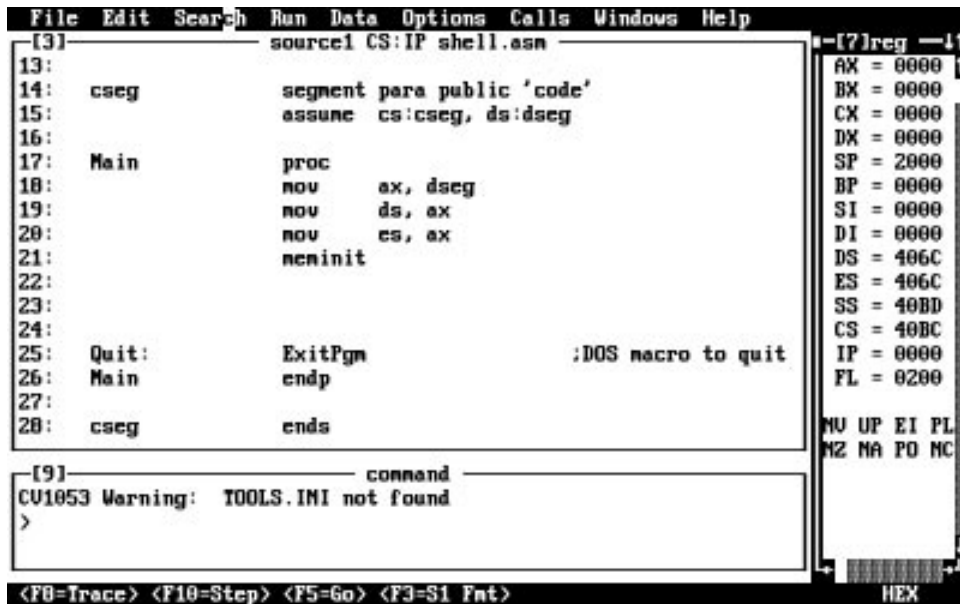 File Edit Search Run Data Options Calls Windows Help
[3] source1 CS:IP shell.asm
13:
14: cseg segment para public 'code'
15: assume cs:cseg, ds:dseg
16:
17: Main proc
18: mov ax, dseg
19: mov ds, ax
20: mov es, ax
21: meminit
22:
23:
24:
25: Quit: ExitPgm ;DOS macro to quit
26: Main endp
27:
28: cseg ends
[7]reg
AX = 0000
BX = 0000
CX = 0000
DX = 0000
SP = 2000
BP = 0000
SI = 0000
DI = 0000
DS = 406C
ES = 406C
SS = 40BD
CS = 40BC
IP = 0000
FL = 0200
NV UP EI PL
NZ NA PO NC
[9] command
CV1053 Warning: TOOLS.INI not found
>
<F8=Trace> <F10=Step> <F5=Go> <F3=S1 Fmt> HEX